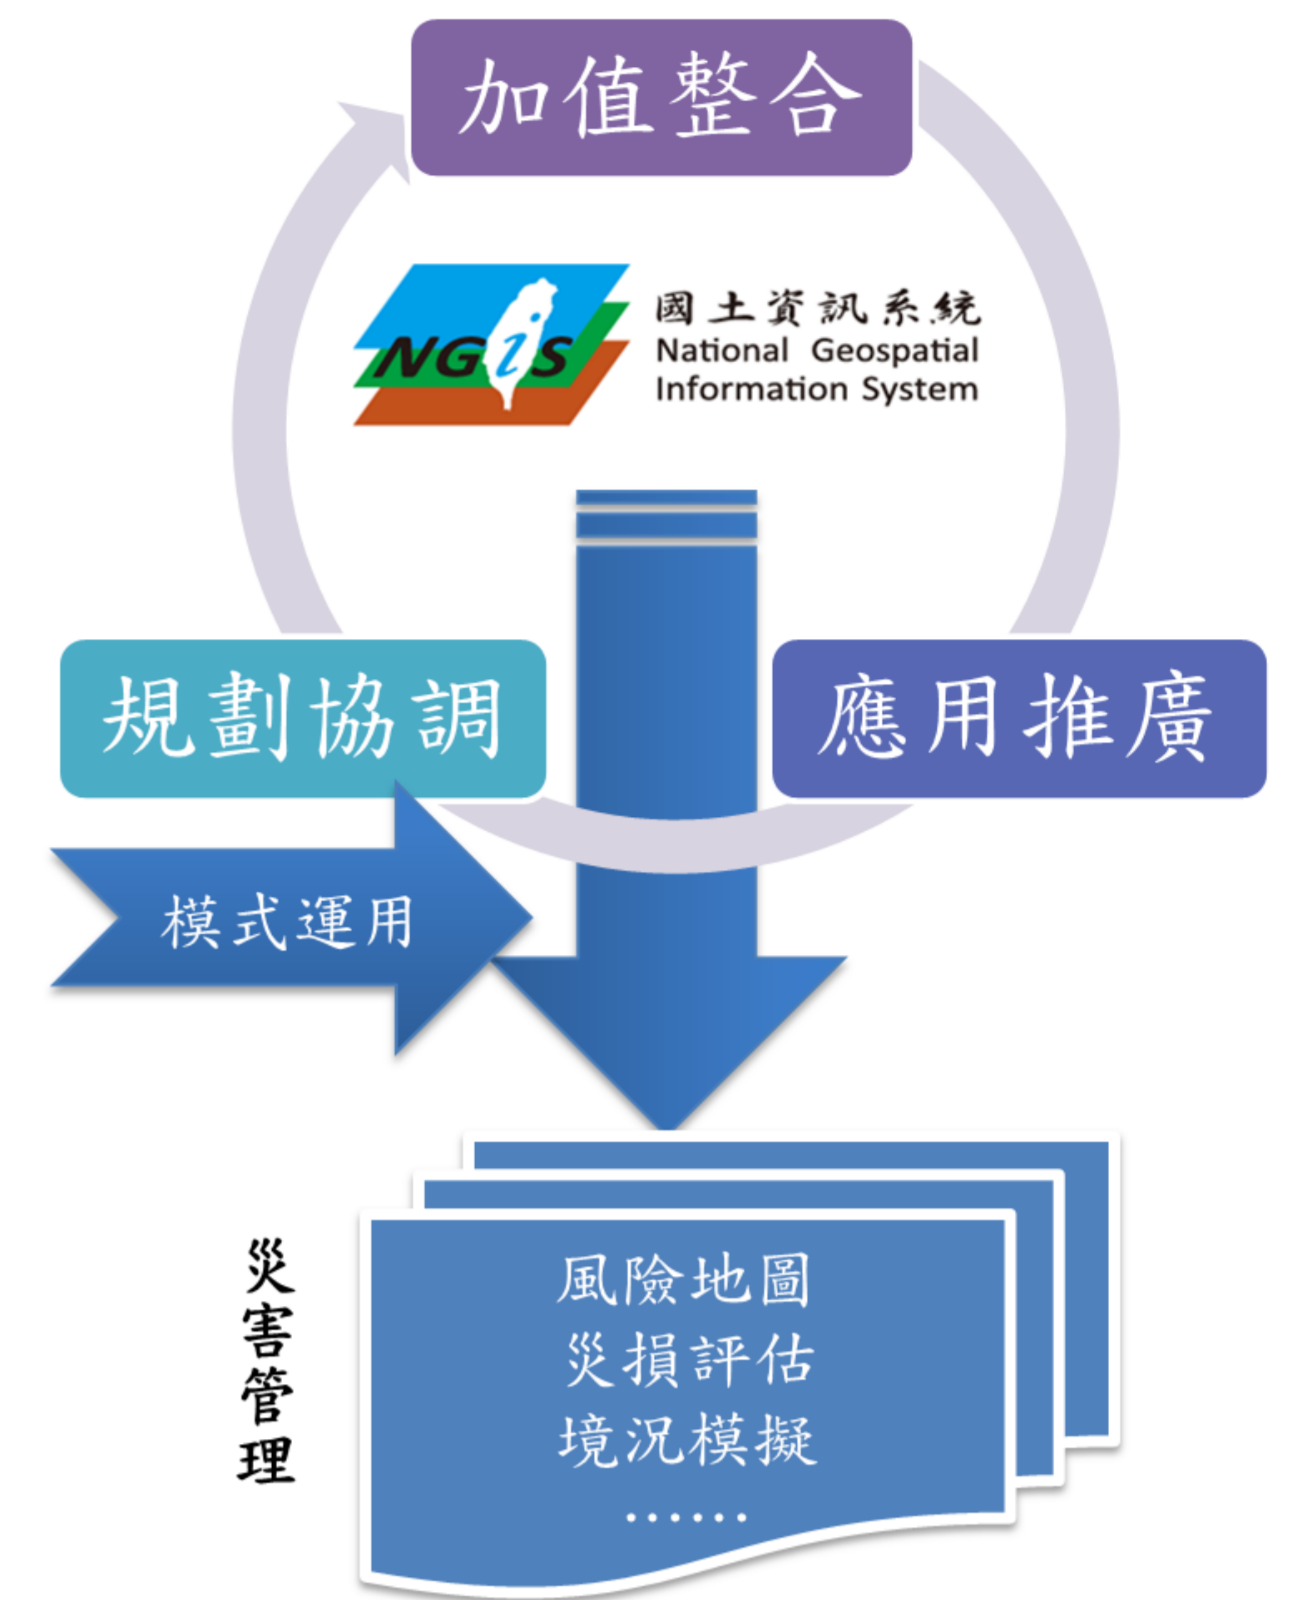 加值整合
NGiS
國土資訊系統
National Geospatial
Information System
規劃協調
應用推廣
模式運用
災害管理
風險地圖
災損評估
境況模擬
……